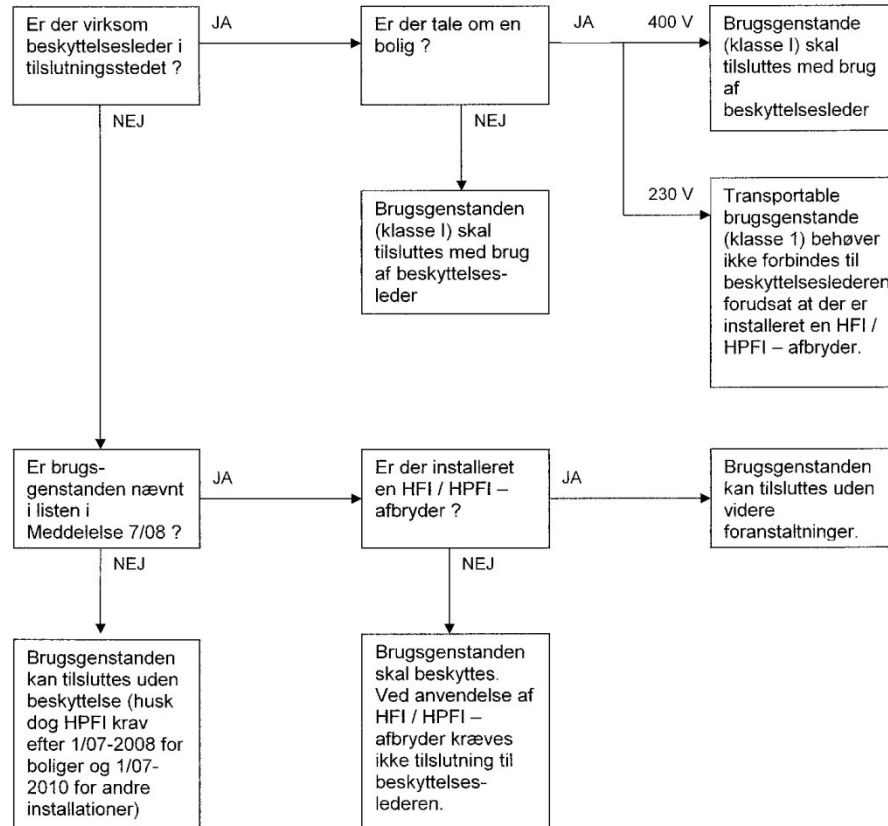 Er der virksom
beskyttelsesleder i
tilslutningsstedet ?
JA
Er der tale om en
bolig ?
JA
400 V
Brugsgenstande
(klasse I) skal
tilsluttes med brug
af
beskyttelsesleder
NEJ
NEJ
Brugsgenstanden
(klasse I) skal
tilsluttes med brug
af beskyttelses-
leder
230 V
Transportable
brugsgenstande
(klasse 1) behøver
ikke forbindes til
beskyttelseslederen
forudsat at der er
installeret en HFI /
HPFI – afbryder.
Er brugs-
genstanden nævnt
i listen i
Meddelelse 7/08 ?
JA
Er der installeret
en HFI / HPFI –
afbryder ?
JA
Brugsgenstanden
kan tilsluttes uden
videre
foranstaltninger.
NEJ
NEJ
Brugsgenstanden
kan tilsluttes uden
beskyttelse (husk
dog HPFI krav
efter 1/07-2008 for
boliger og 1/07-
2010 for andre
installationer)
Brugsgenstanden
skal beskyttes.
Ved anvendelse af
HFI / HPFI –
afbryder kræves
ikke tilslutning til
beskyttelses-
lederen.